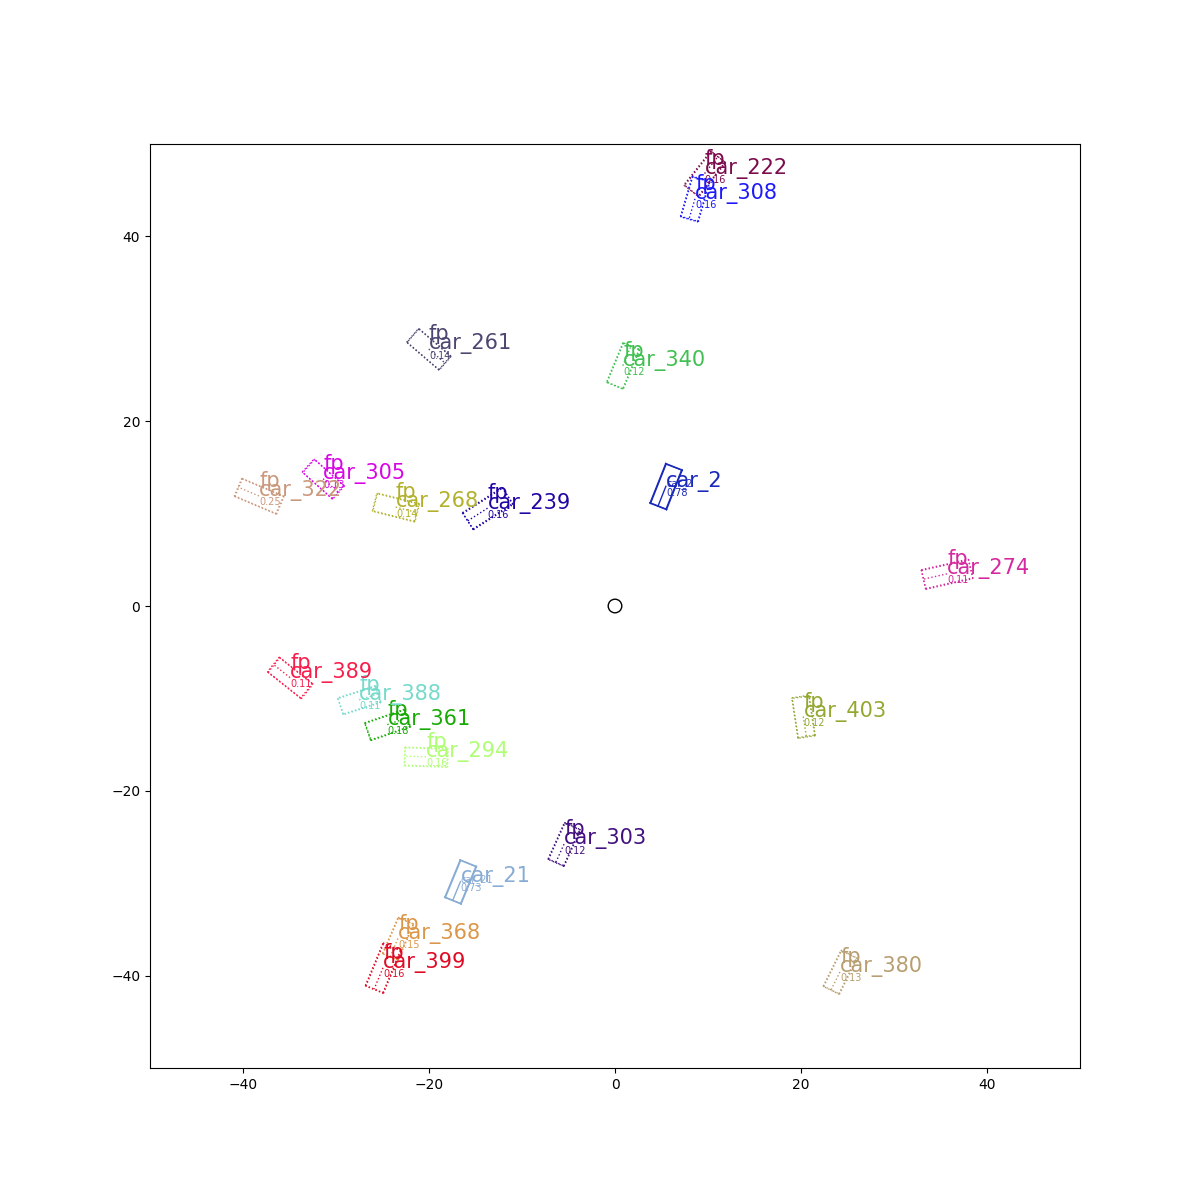 fp
car_222
0.16
fp
car_308
0.16
40
fp
car_261
0.14
fp
car_340
0.12
20
fp
car_305
fp
car_322
0.25
fp
car_268
0.14
fp
car_239
0.16
car_2
0.78
fp
car_274
0.11
0
fp
car_389
0.11
fp
car_388
0.11
fp
car_361
0.16
fp
car_294
0.16
fp
car_403
0.12
−20
fp
car_303
0.12
car_21
0.73
fp
car_368
0.15
fp
car_399
0.16
fp
car_380
0.13
−40
−40
−20
0
20
40